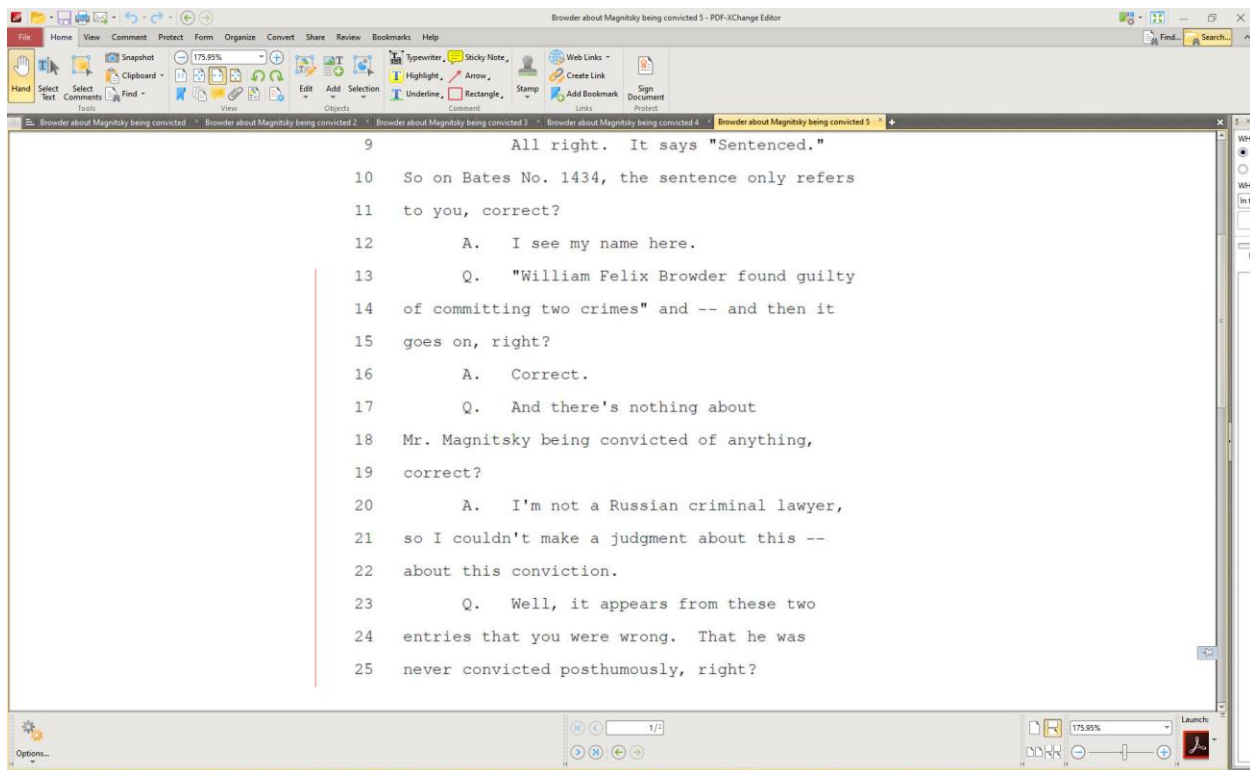 Browder about Magnitsky being convicted 5 - PDF-XChange Editor
File Home View Comment Protect Form Organize Convert Share Review Bookmarks Help
Find... Search...
Snapshot 175.95% Typewriter Sticky Note Web Links
Clipboard Highlight Arrow Create Link
Hand Select Text Select Comments Find Edit Add Selection Underline Rectangle Stamp Add Bookmark Sign Document
Tools View Objects Comment Links Protect
Browder about Magnitsky being convicted Browder about Magnitsky being convicted 2 Browder about Magnitsky being convicted 3 Browder about Magnitsky being convicted 4 Browder about Magnitsky being convicted 5
9 All right. It says "Sentenced."
10 So on Bates No. 1434, the sentence only refers
11 to you, correct?
12 A. I see my name here.
13 Q. "William Felix Browder found guilty
14 of committing two crimes" and -- and then it
15 goes on, right?
16 A. Correct.
17 Q. And there's nothing about
18 Mr. Magnitsky being convicted of anything,
19 correct?
20 A. I'm not a Russian criminal lawyer,
21 so I couldn't make a judgment about this --
22 about this conviction.
23 Q. Well, it appears from these two
24 entries that you were wrong. That he was
25 never convicted posthumously, right?
1/2 175.95% Launch:
Options...